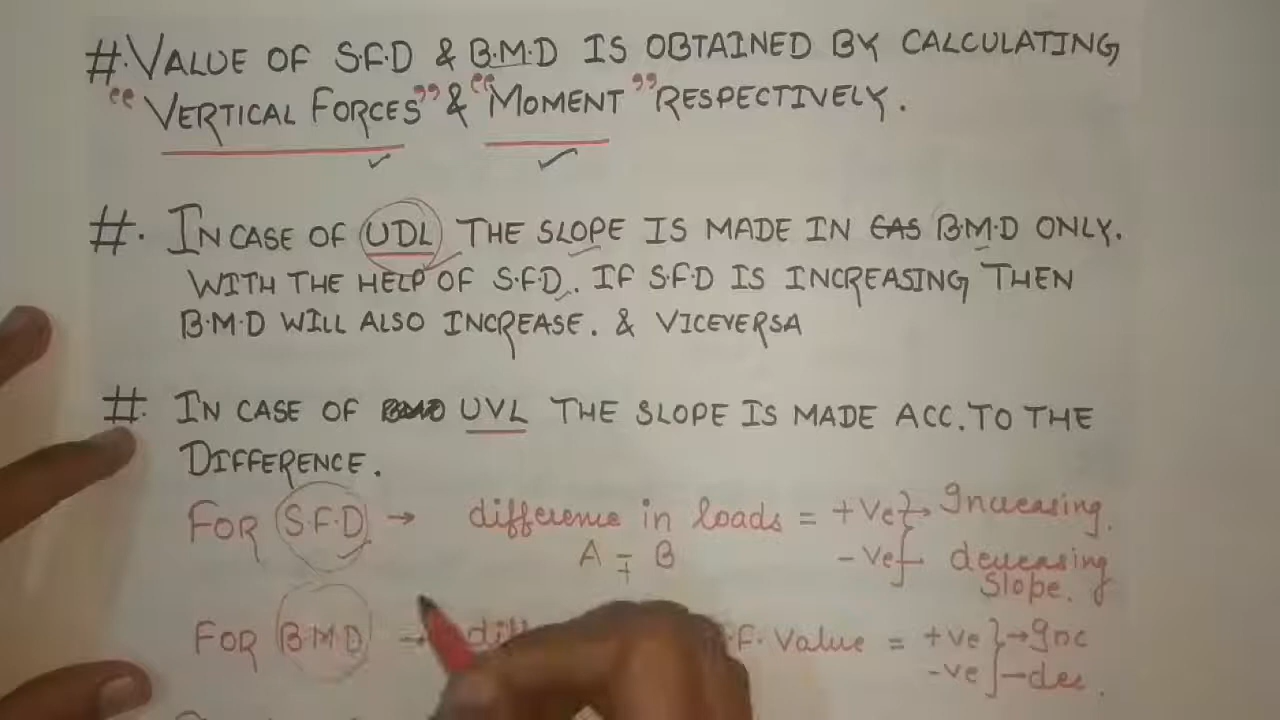 #. VALUE OF S.F.D & B.M.D IS OBTAINED BY CALCULATING
"VERTICAL FORCES" & "MOMENT" RESPECTIVELY.
#. IN CASE OF UDL THE SLOPE IS MADE IN B.M.D ONLY.
WITH THE HELP OF S.F.D. IF S.F.D IS INCREASING THEN
B.M.D WILL ALSO INCREASE. & VICEVERSA
#. IN CASE OF UVL THE SLOPE IS MADE ACC. TO THE
DIFFERENCE.
FOR S.F.D → difference in loads = +ve}→ Increasing.
A - B -ve}- decreasing
Slope.
FOR B.M.D → F. Value = +ve}→Inc
-ve}-dec.